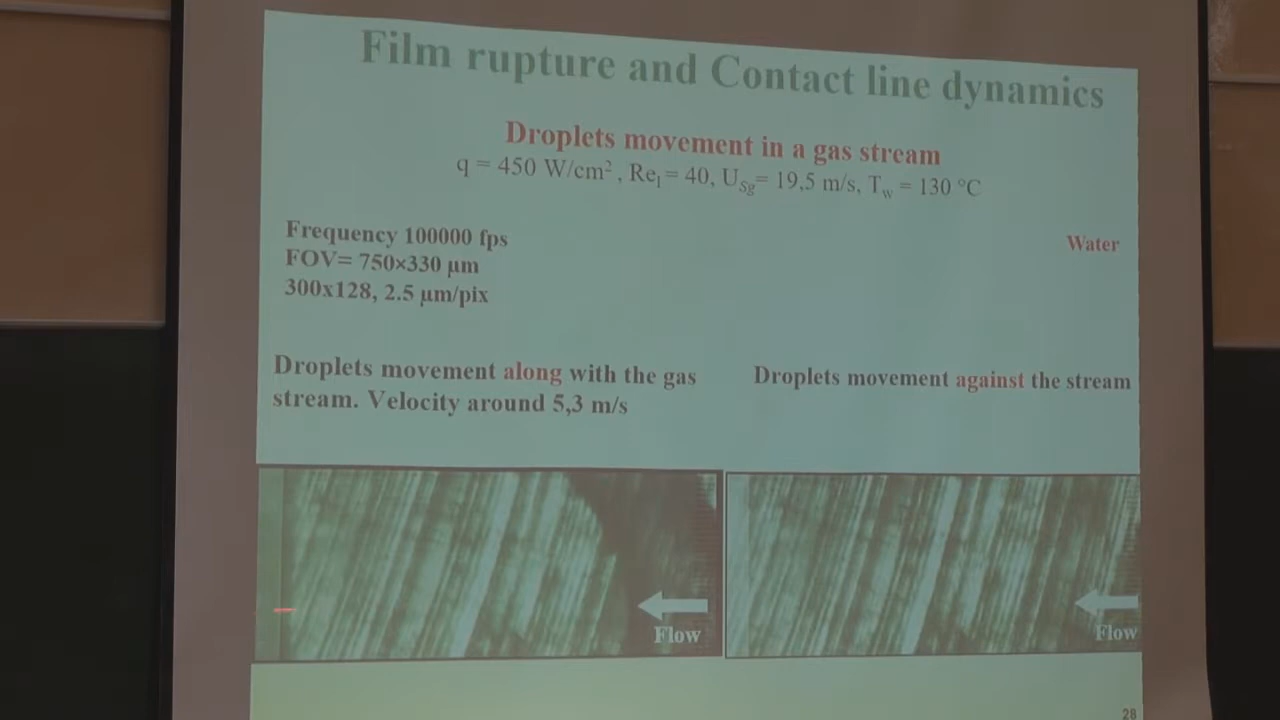 Film rupture and Contact line dynamics
Droplets movement in a gas stream
q = 450 W/cm², Reₗ = 40, U_Sg = 19,5 m/s, T_w = 130 °C
Frequency 100000 fps
FOV= 750×330 µm
300x128, 2.5 µm/pix
Water
Droplets movement along with the gas
stream. Velocity around 5,3 m/s
Droplets movement against the stream
Flow
Flow
28